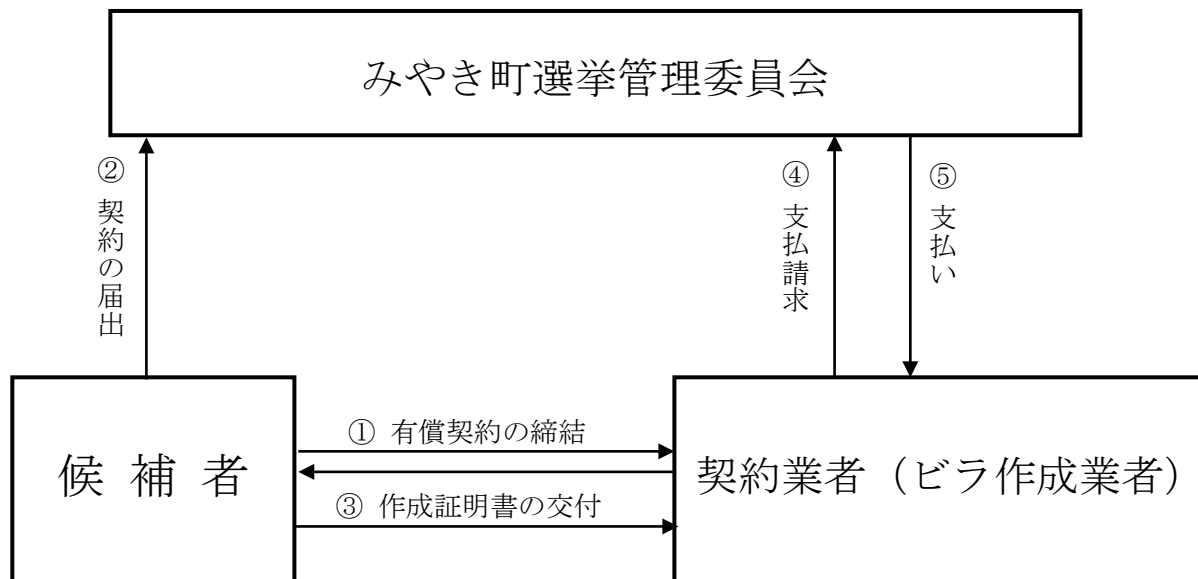 みやき町選挙管理委員会
② 契約の届出
④ 支払請求
⑤ 支払い
① 有償契約の締結
候 補 者
契約業者（ビラ作成業者）
③ 作成証明書の交付